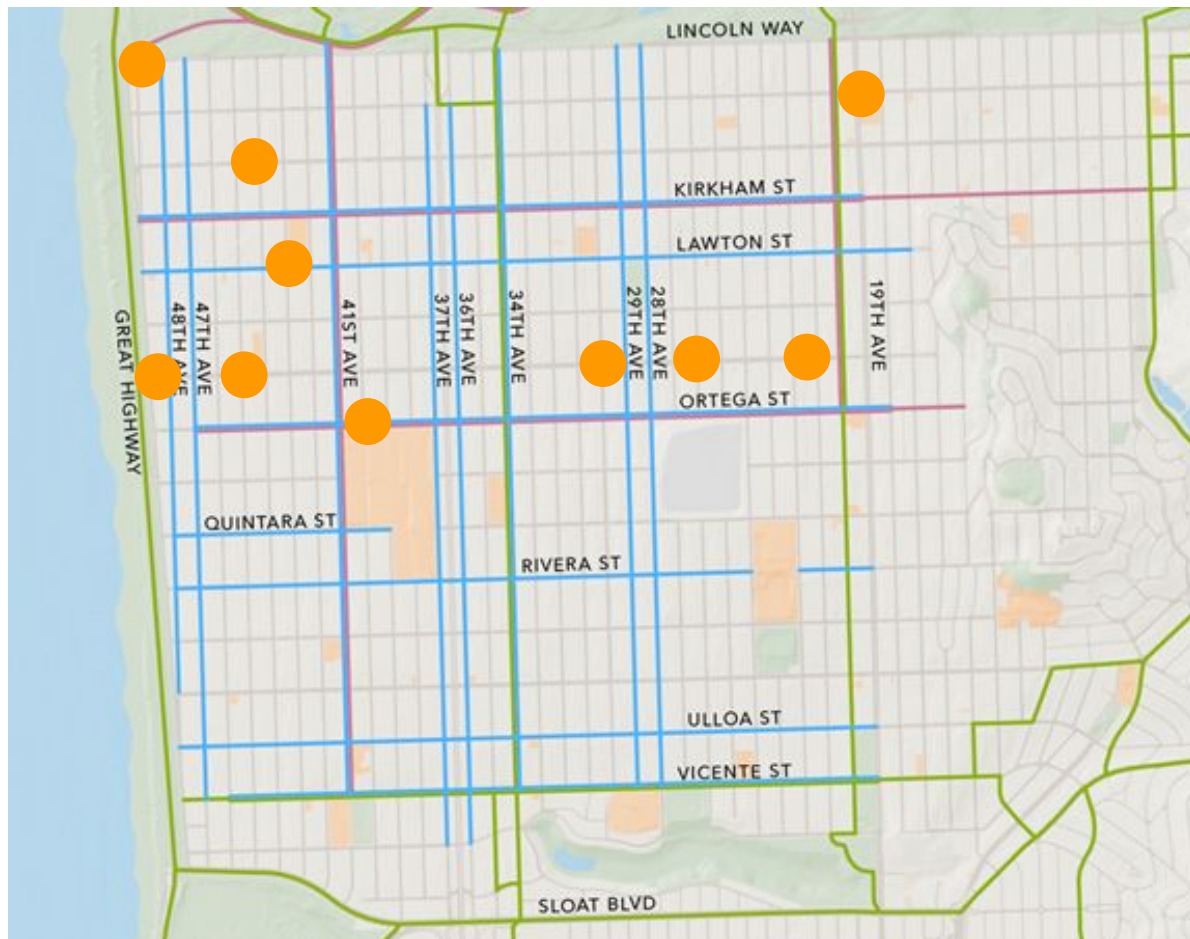 LINCOLN WAY
KIRKHAM ST
LAWTON ST
GREAT HIGHWAY
48TH AVE
47TH AVE
41ST AVE
37TH AVE
36TH AVE
34TH AVE
29TH AVE
28TH AVE
19TH AVE
ORTEGA ST
QUINTARA ST
RIVERA ST
ULLOA ST
VICENTE ST
SLOAT BLVD